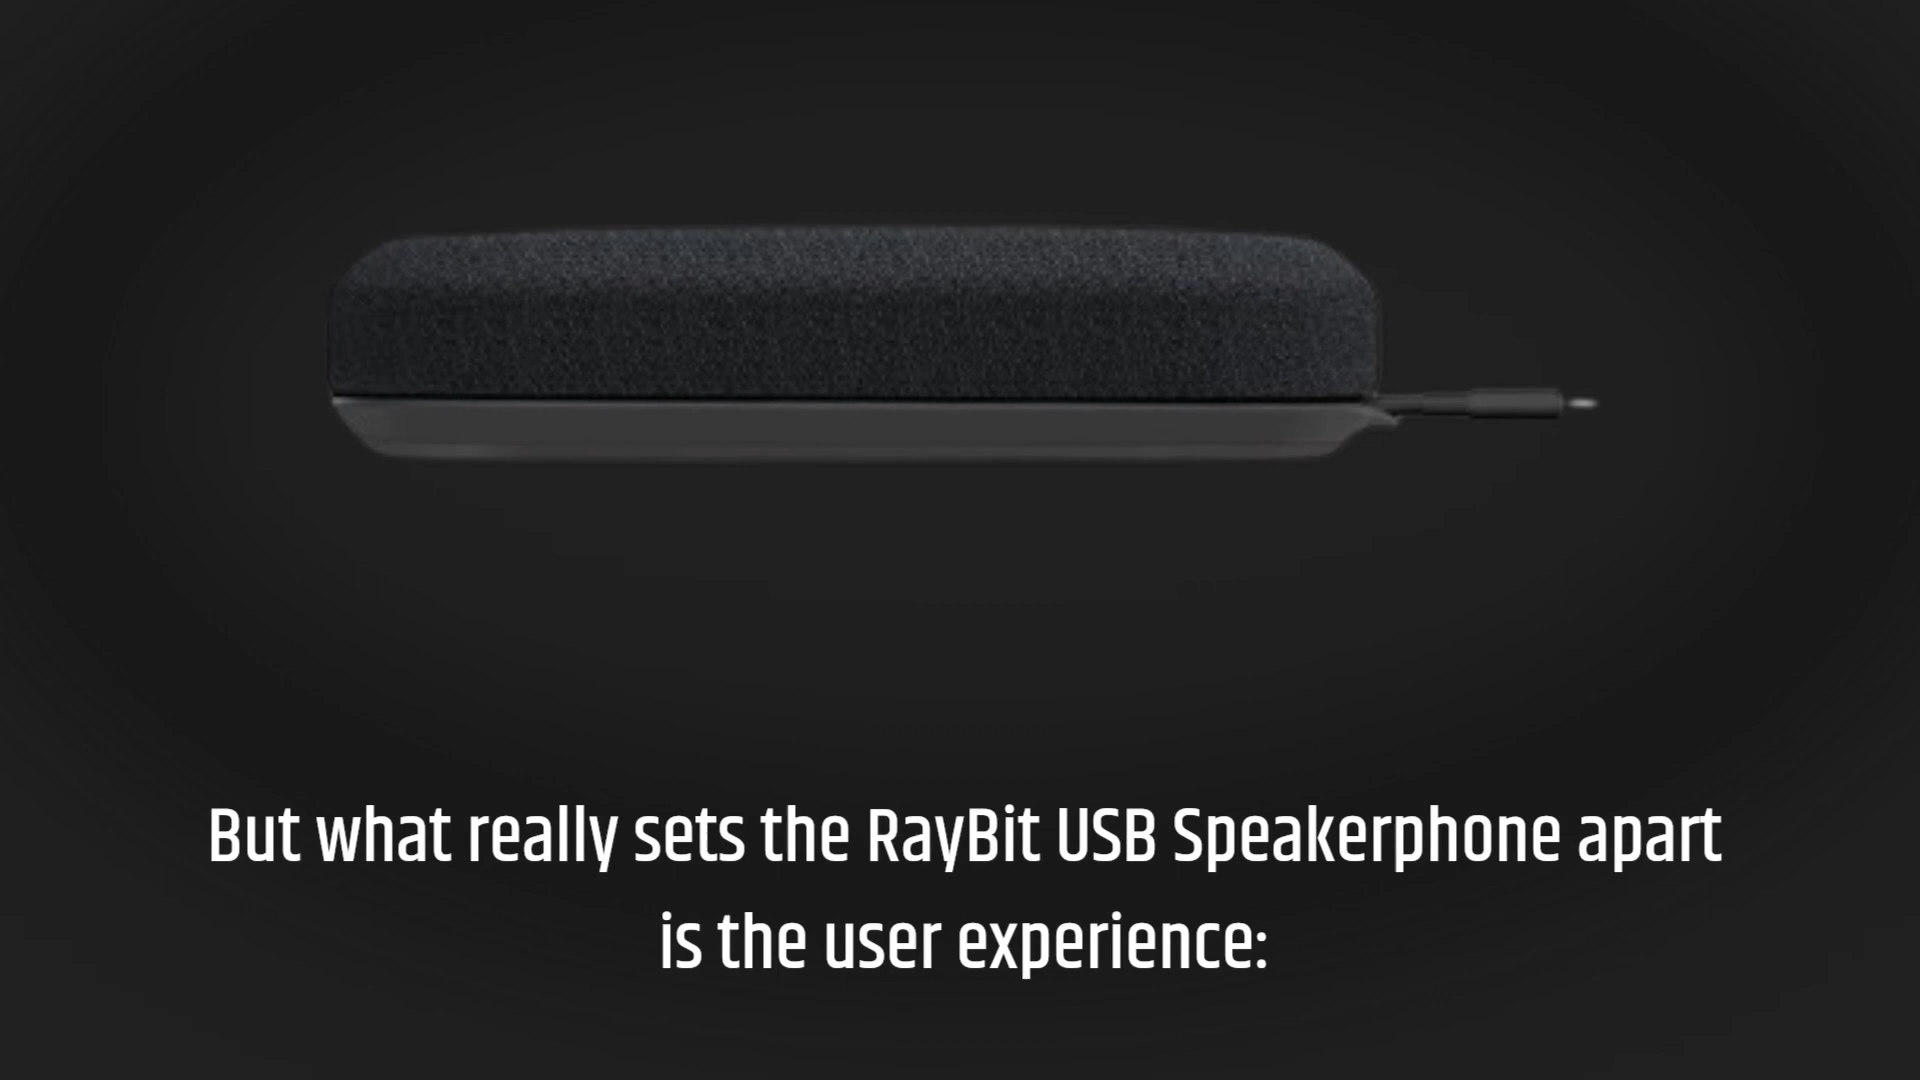 But what really sets the RayBit USB Speakerphone apart
is the user experience: